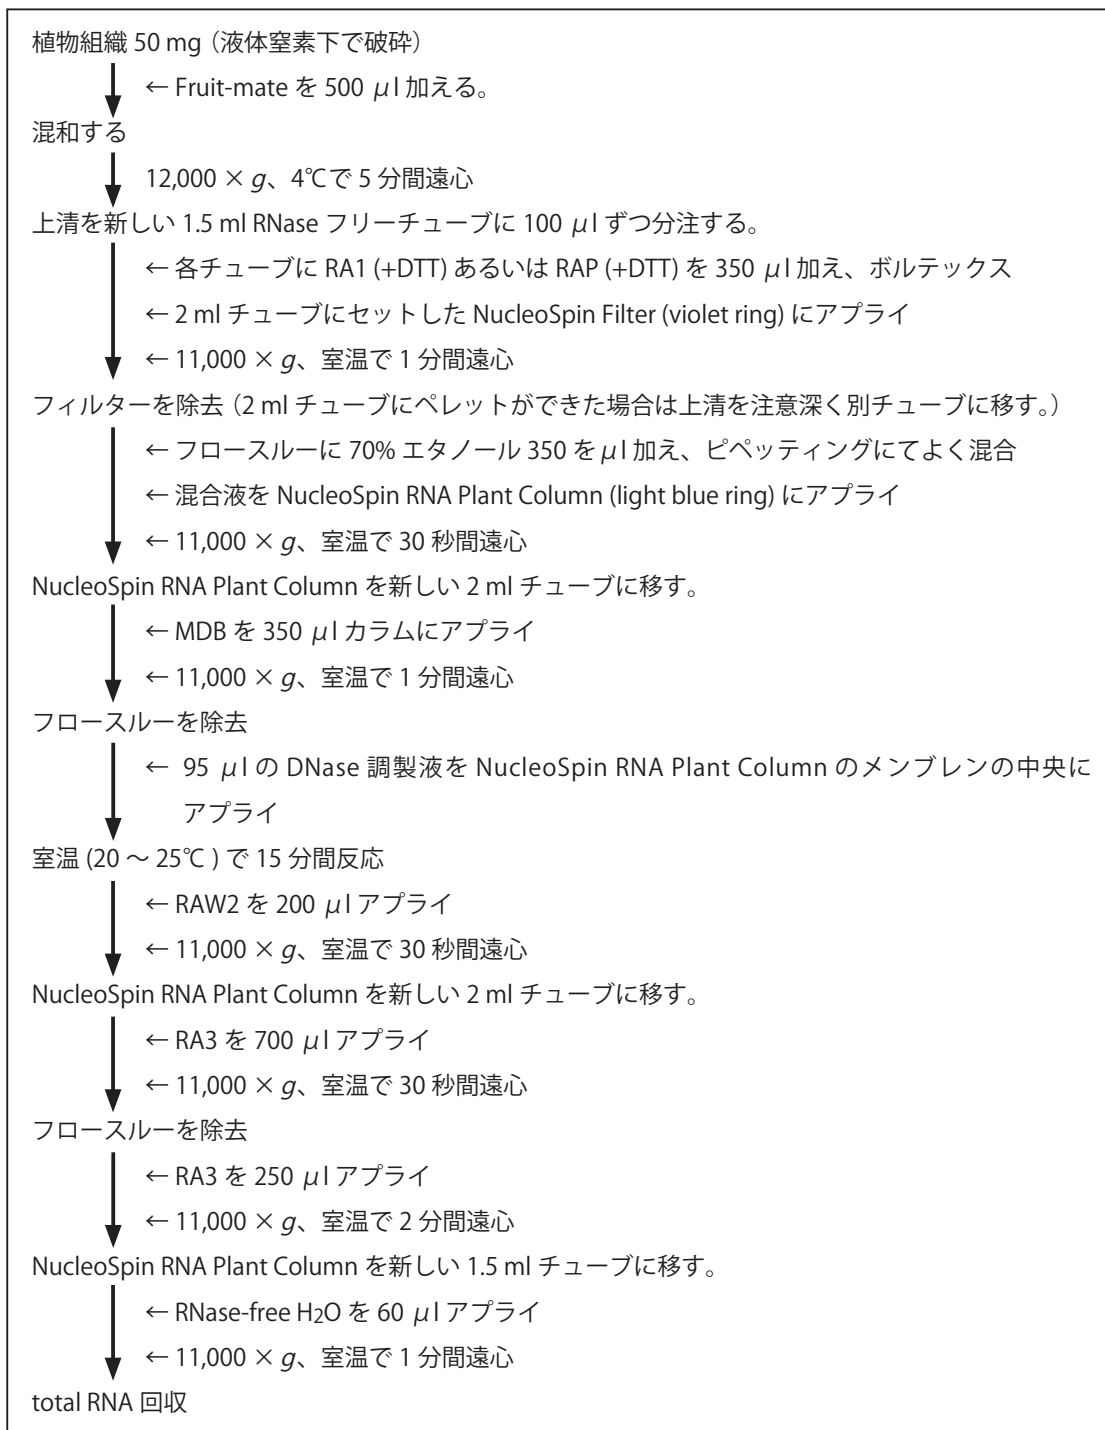 植物組織 50 mg（液体窒素下で破砕）
← Fruit-mate を 500 μl 加える。
混和する
12,000 × g、4℃で 5 分間遠心
上清を新しい 1.5 ml RNase フリーチューブに 100 μl ずつ分注する。
← 各チューブに RA1 (+DTT) あるいは RAP (+DTT) を 350 μl 加え、ボルテックス
← 2 ml チューブにセットした NucleoSpin Filter (violet ring) にアプライ
← 11,000 × g、室温で 1 分間遠心
フィルターを除去（2 ml チューブにペレットができた場合は上清を注意深く別チューブに移す。）
← フロースルーに 70% エタノール 350 をμl 加え、ピペッティングにてよく混合
← 混合液を NucleoSpin RNA Plant Column (light blue ring) にアプライ
← 11,000 × g、室温で 30 秒間遠心
NucleoSpin RNA Plant Column を新しい 2 ml チューブに移す。
← MDB を 350 μl カラムにアプライ
← 11,000 × g、室温で 1 分間遠心
フロースルーを除去
← 95 μl の DNase 調製液を NucleoSpin RNA Plant Column のメンブレンの中央に
アプライ
室温 (20 ～ 25℃ ) で 15 分間反応
← RAW2 を 200 μl アプライ
← 11,000 × g、室温で 30 秒間遠心
NucleoSpin RNA Plant Column を新しい 2 ml チューブに移す。
← RA3 を 700 μl アプライ
← 11,000 × g、室温で 30 秒間遠心
フロースルーを除去
← RA3 を 250 μl アプライ
← 11,000 × g、室温で 2 分間遠心
NucleoSpin RNA Plant Column を新しい 1.5 ml チューブに移す。
← RNase-free H2O を 60 μl アプライ
← 11,000 × g、室温で 1 分間遠心
total RNA 回収